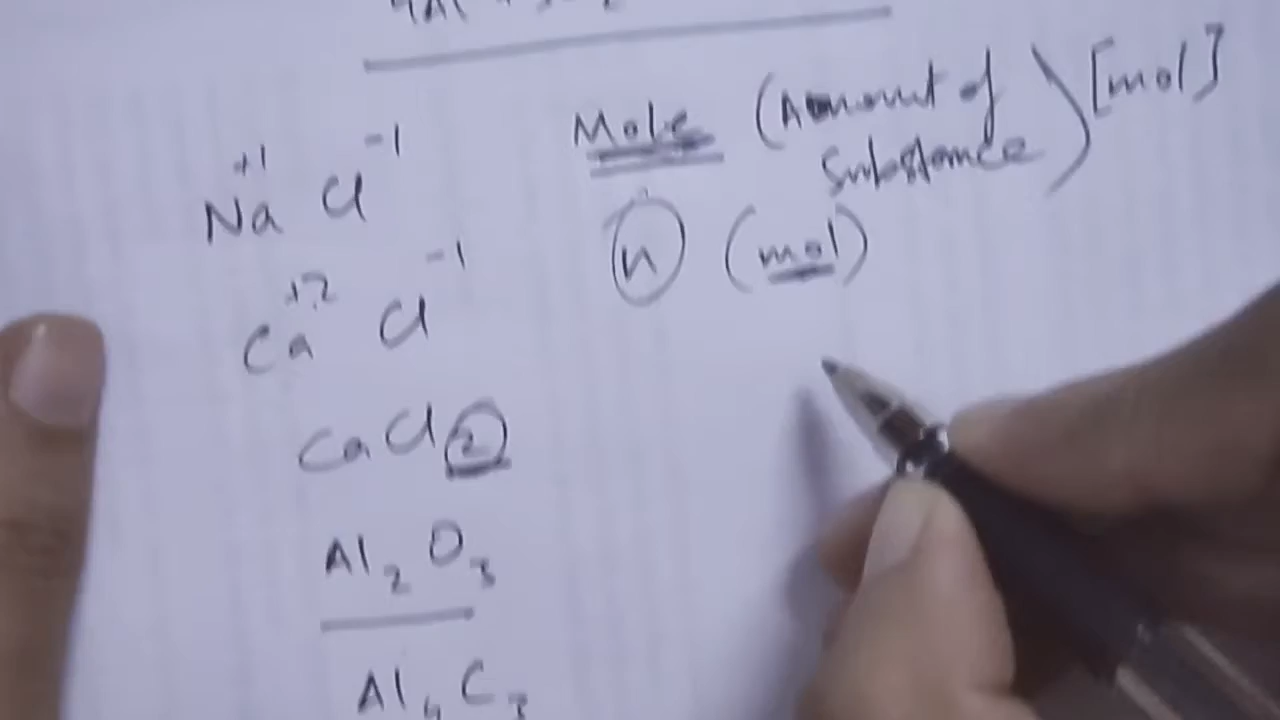 Mole (Amount of substance) [mol]
n (mol)
Na+1 Cl-1
Ca+2 Cl-1
CaCl2
Al2O3
Al4C3